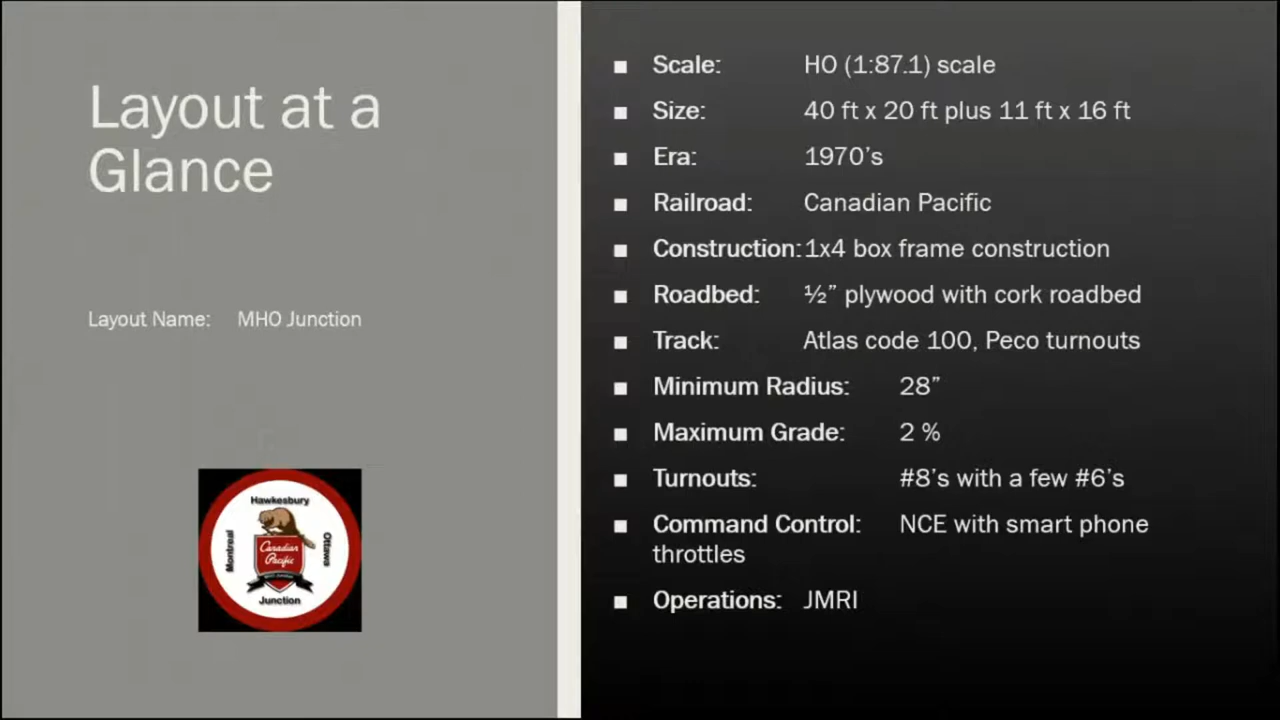 Layout at a
Glance
Layout Name: MHO Junction
Hawkesbury
Montreal
Ottawa
Canadian
Pacific
Junction
Scale: HO (1:87.1) scale
Size: 40 ft x 20 ft plus 11 ft x 16 ft
Era: 1970’s
Railroad: Canadian Pacific
Construction: 1x4 box frame construction
Roadbed: ½” plywood with cork roadbed
Track: Atlas code 100, Peco turnouts
Minimum Radius: 28”
Maximum Grade: 2 %
Turnouts: #8’s with a few #6’s
Command Control: NCE with smart phone
throttles
Operations: JMRI